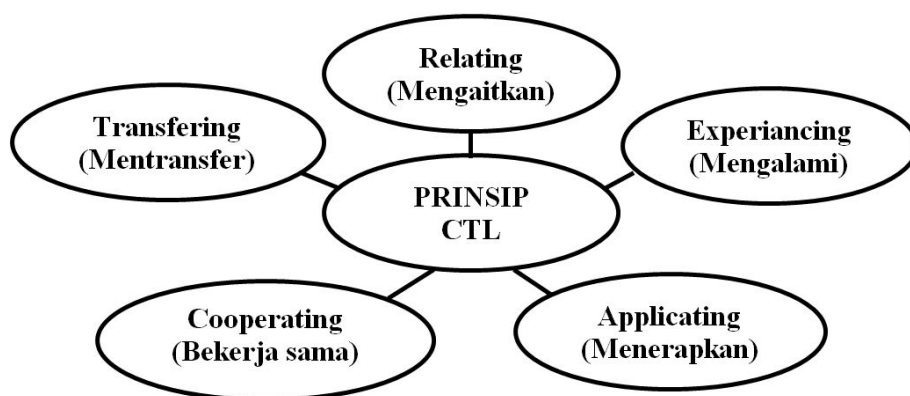 Relating
(Mengaitkan)
Transfering
(Mentransfer)
Experiancing
(Mengalami)
PRINSIP
CTL
Cooperating
(Bekerja sama)
Applicating
(Menerapkan)